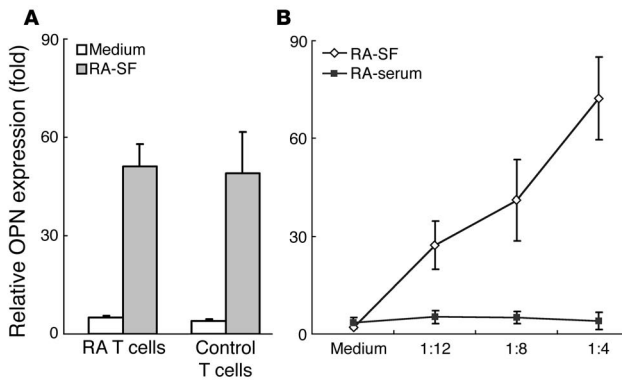 A
Medium
RA-SF
Relative OPN expression (fold)
90
60
30
0
RA T cells
Control
T cells
B
RA-SF
RA-serum
90
60
30
0
Medium 1:12 1:8 1:4